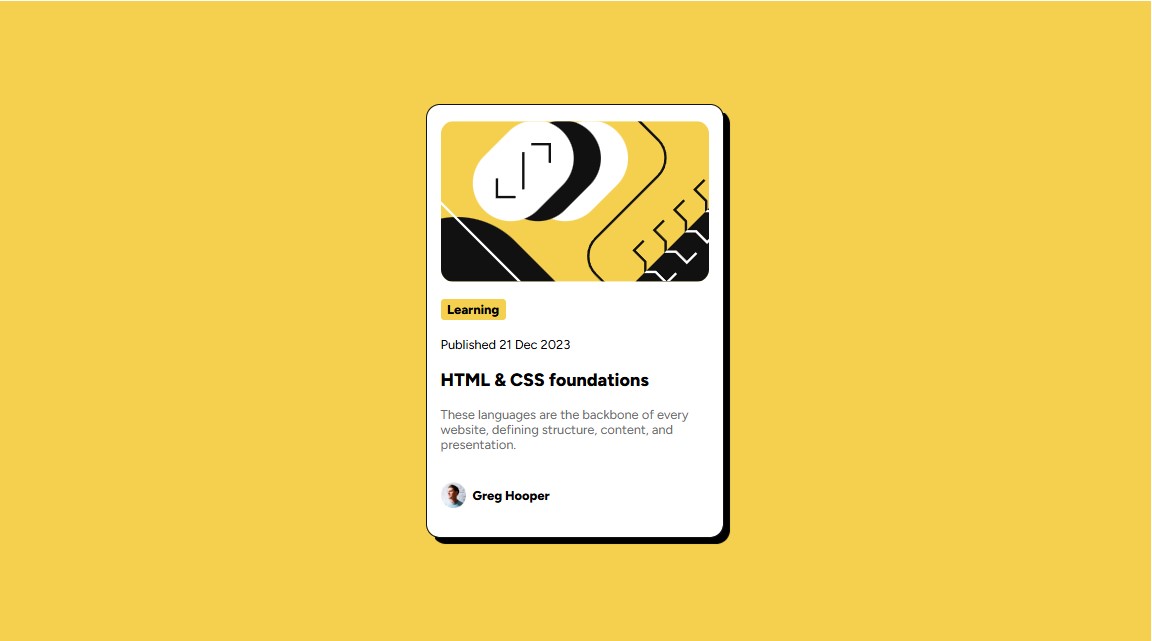 Learning
Published 21 Dec 2023
HTML & CSS foundations
These languages are the backbone of every
website, defining structure, content, and
presentation.
Greg Hooper